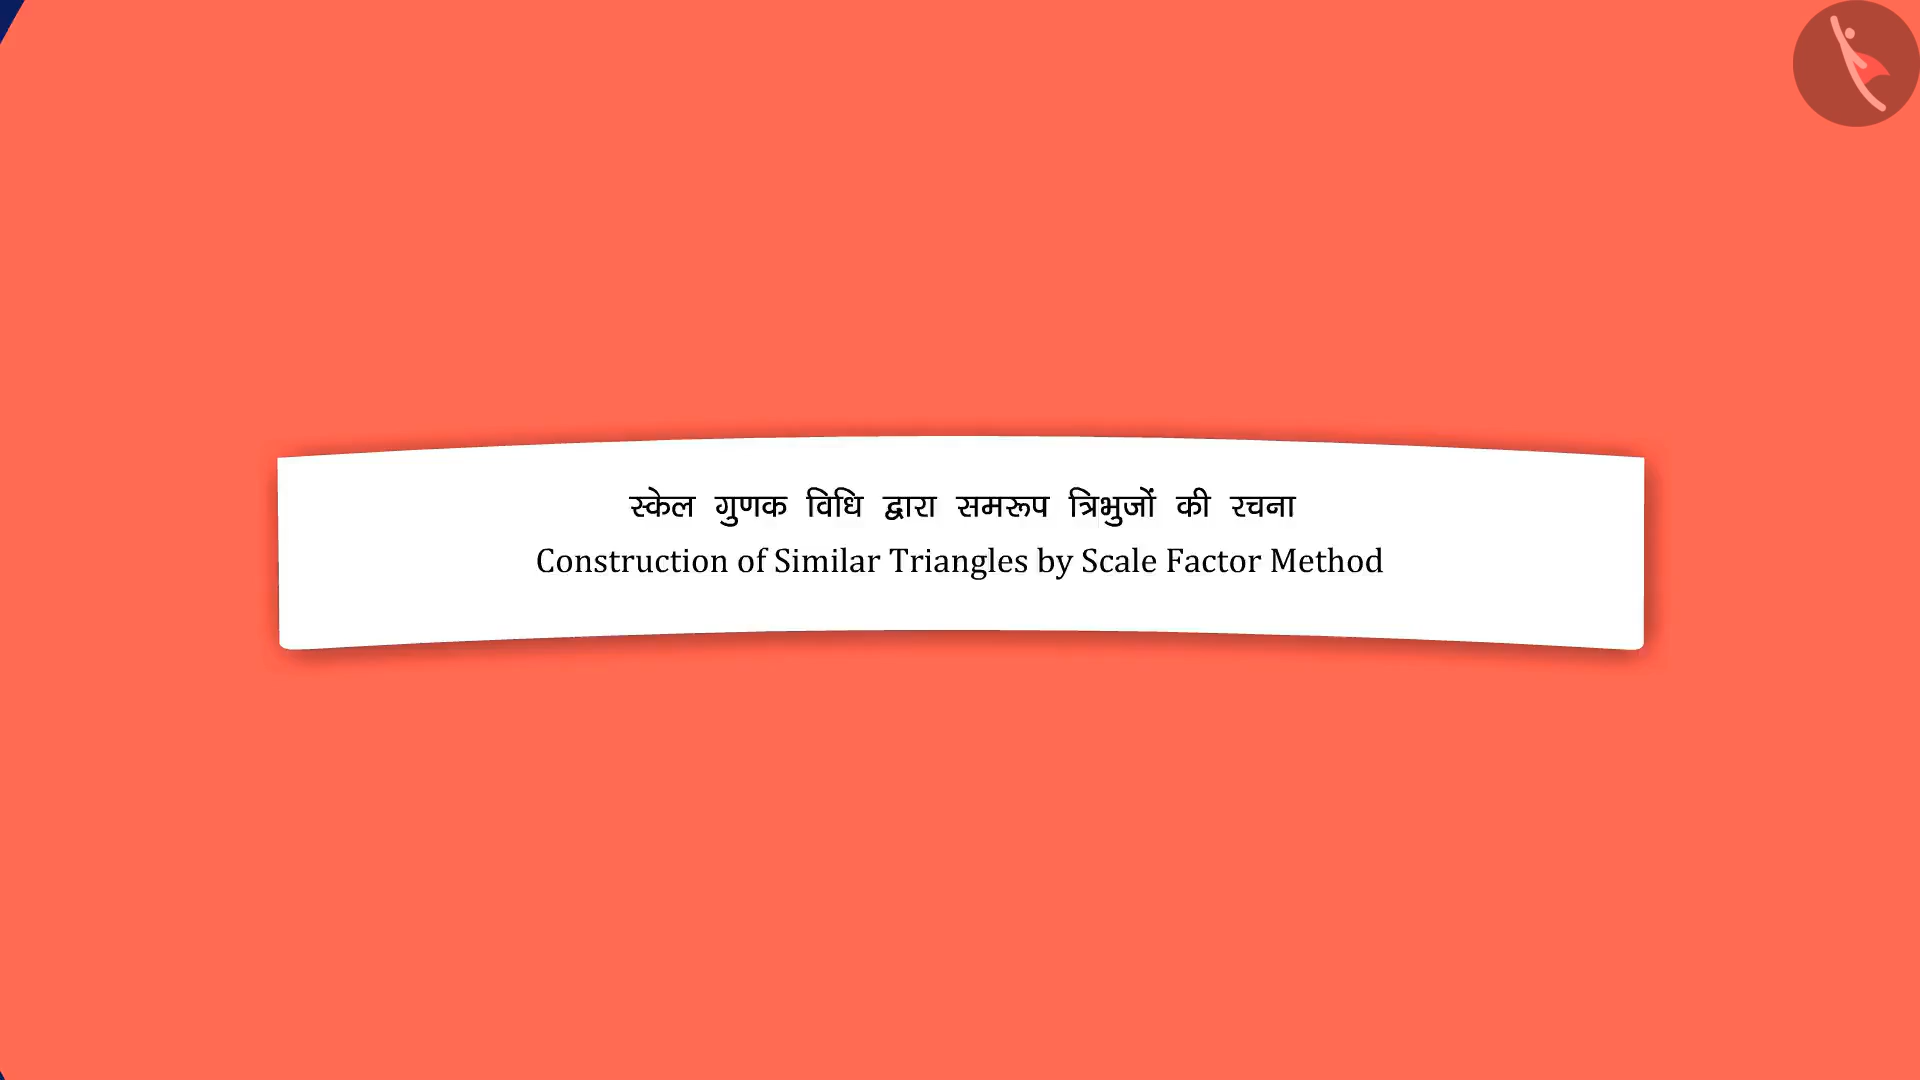 स्केल गुणक विधि द्वारा समरूप त्रिभुजों की रचना
Construction of Similar Triangles by Scale Factor Method